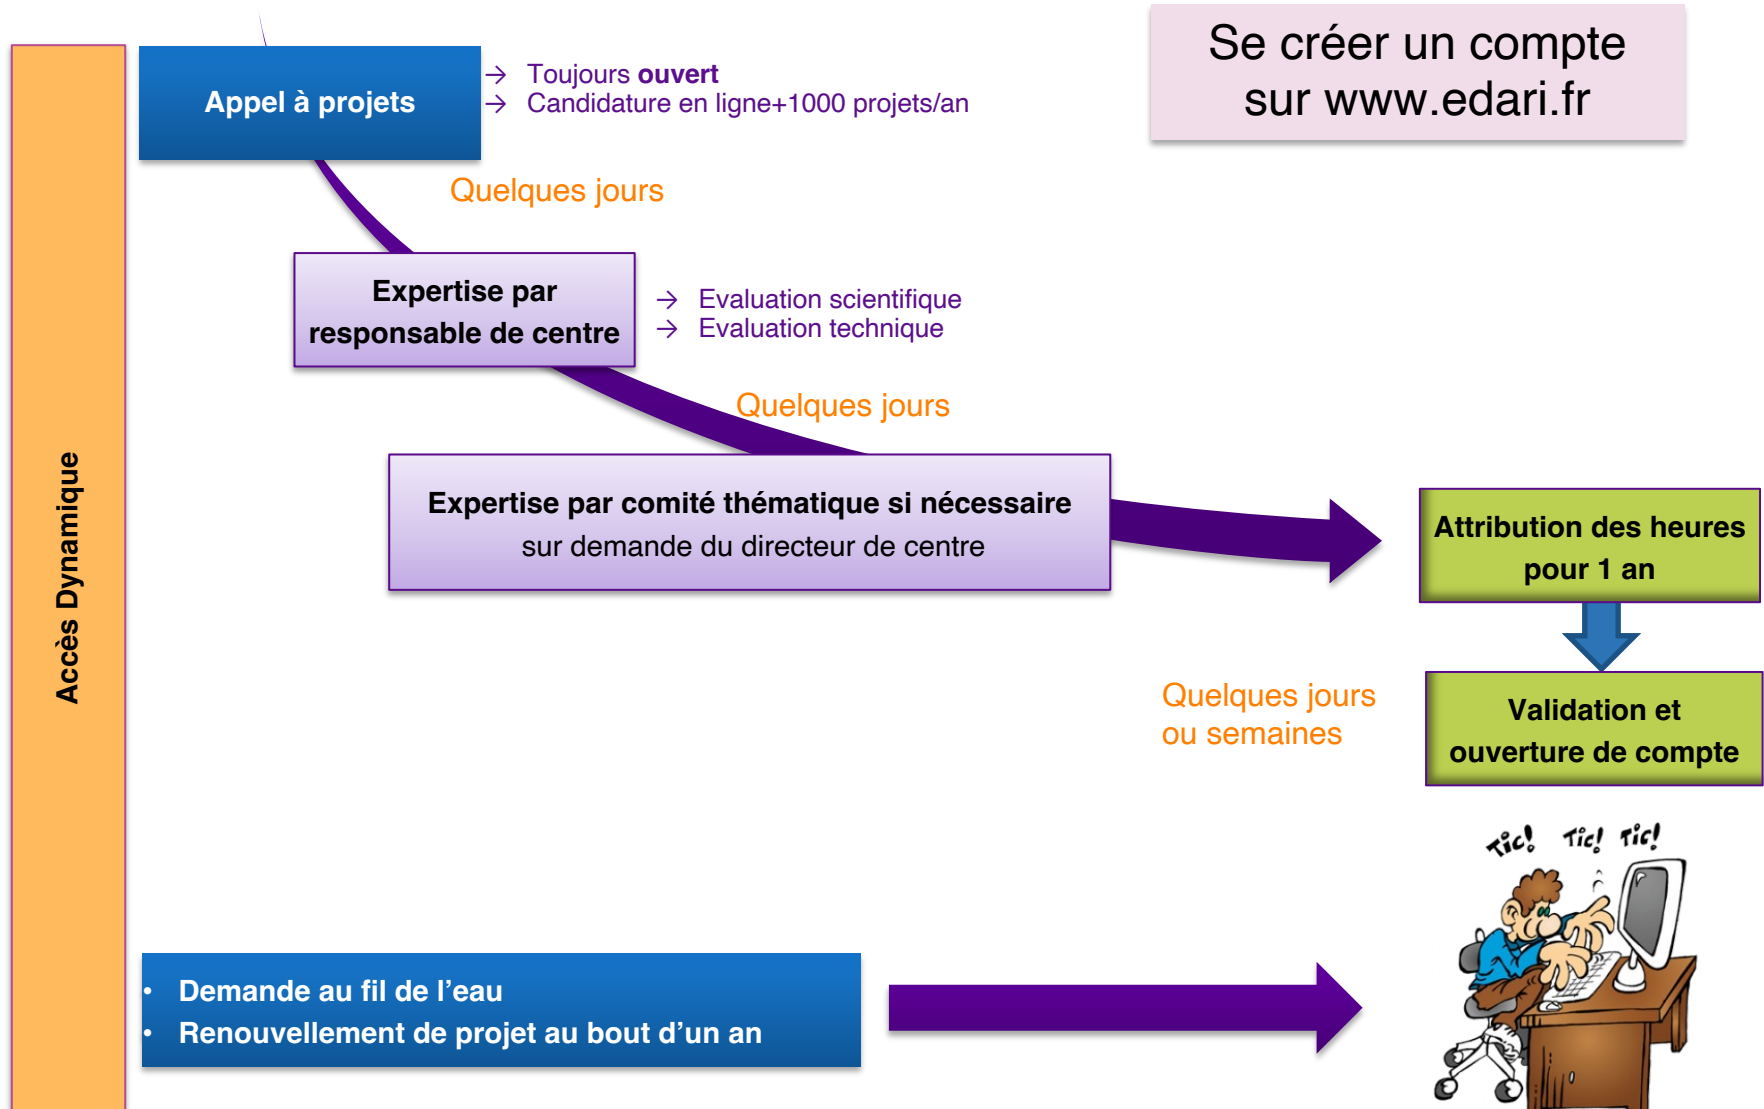 Se créer un compte
sur www.edari.fr
Appel à projets
→ Toujours ouvert
→ Candidature en ligne+1000 projets/an
Quelques jours
Expertise par
responsable de centre
→ Evaluation scientifique
→ Evaluation technique
Quelques jours
Expertise par comité thématique si nécessaire
sur demande du directeur de centre
Attribution des heures
pour 1 an
Accès Dynamique
Quelques jours
ou semaines
Validation et
ouverture de compte
Tic! Tic! Tic!
• Demande au fil de l’eau
• Renouvellement de projet au bout d’un an